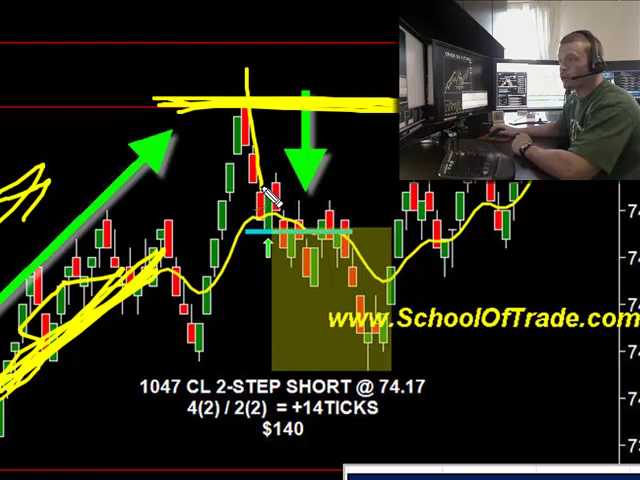 www.SchoolOfTrade.com
1047 CL 2-STEP SHORT @ 74.17
4(2) / 2(2) = +14TICKS
$140